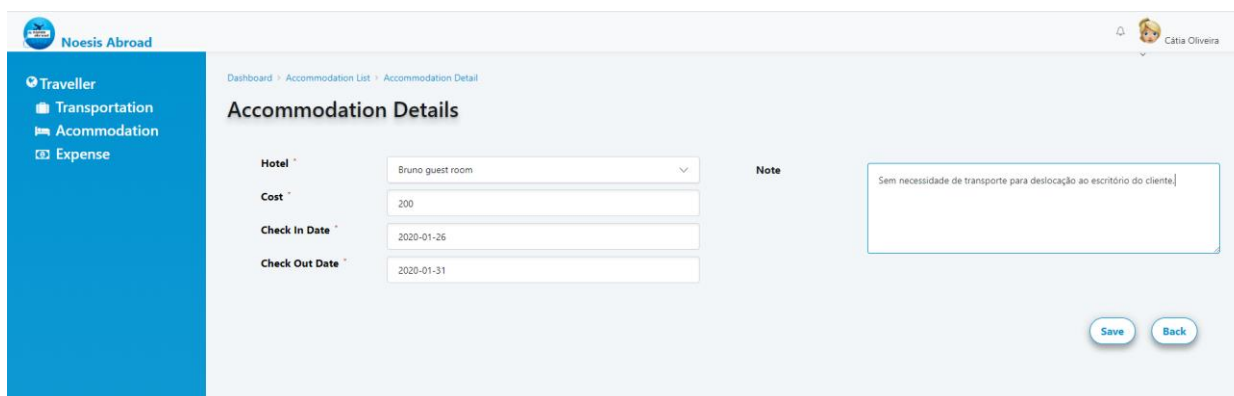 Noesis Abroad
Cátia Oliveira
Traveller
Transportation
Acommodation
Expense
Dashboard > Accommodation List > Accommodation Detail
Accommodation Details
Hotel *
Bruno guest room
Cost *
200
Check In Date *
2020-01-26
Check Out Date *
2020-01-31
Note
Sem necessidade de transporte para deslocação ao escritório do cliente.
Save
Back